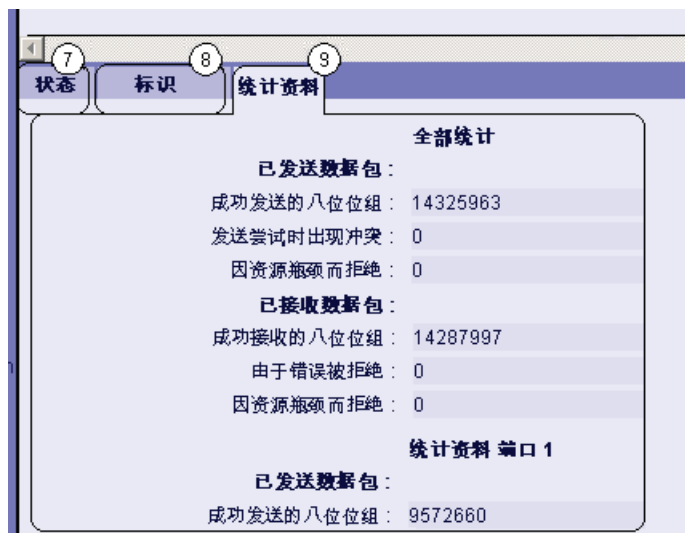 ⑦ ⑧ ⑨
状态 标识 统计资料
全部统计
已发送数据包:
成功发送的八位位组: 14325963
发送尝试时出现冲突: 0
因资源瓶颈而拒绝: 0
已接收数据包:
成功接收的八位位组: 14287997
由于错误被拒绝: 0
因资源瓶颈而拒绝: 0
统计资料 端口 1
已发送数据包:
成功发送的八位位组: 9572660